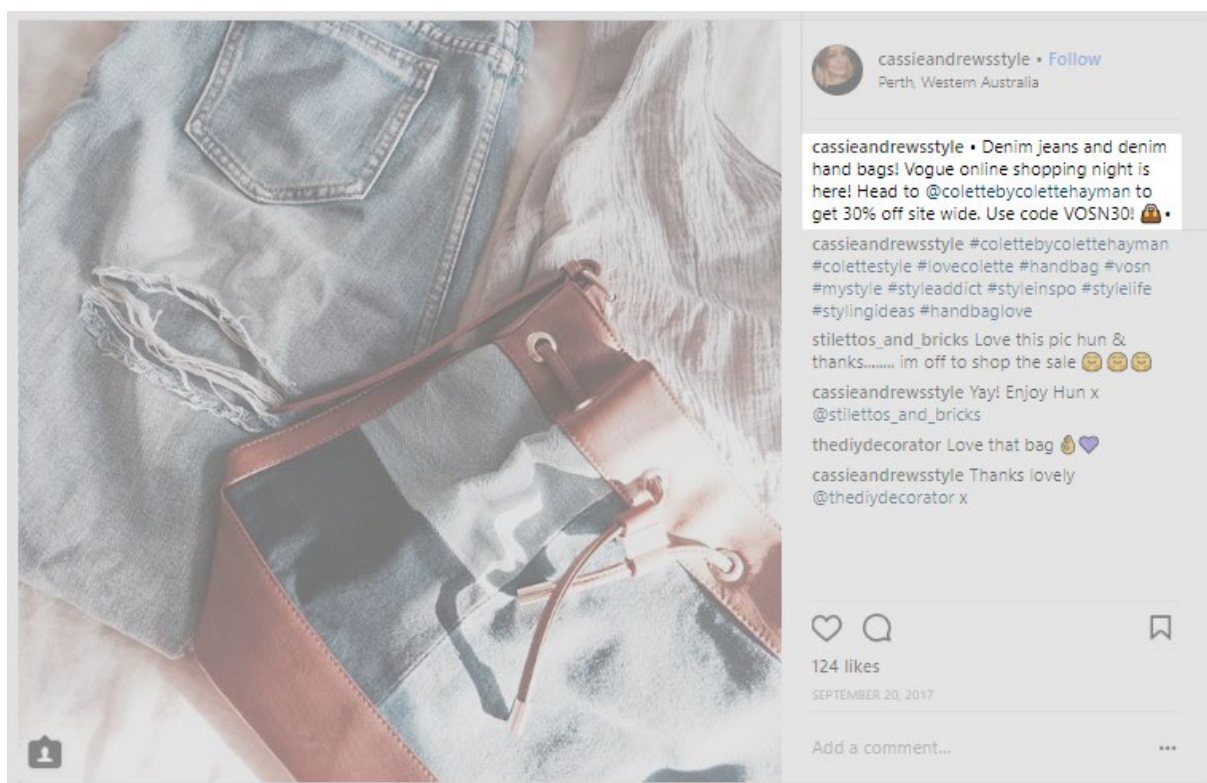 cassieandrewsstyle • Follow
Perth, Western Australia
cassieandrewsstyle • Denim jeans and denim
hand bags! Vogue online shopping night is
here! Head to @colettebycolettehayman to
get 30% off site wide. Use code VOSN30! 👜 •
cassieandrewsstyle #colettebycolettehayman
#colettestyle #lovecolette #handbag #vosn
#mystyle #styleaddict #styleinspo #stylelife
#stylingideas #handbaglove
stilettos_and_bricks Love this pic hun &
thanks........ im off to shop the sale 🤗🤗🤗
cassieandrewsstyle Yay! Enjoy Hun x
@stilettos_and_bricks
thediydecorator Love that bag 👌💜
cassieandrewsstyle Thanks lovely
@thediydecorator x
124 likes
SEPTEMBER 20, 2017
Add a comment...